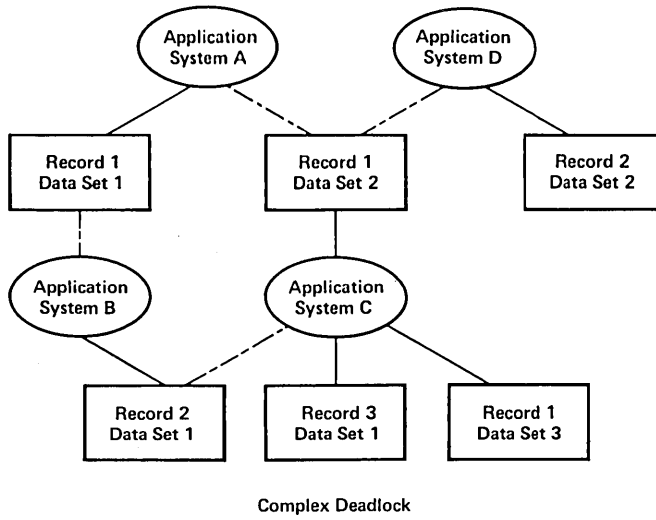 Application
System A
Application
System D
Record 1
Data Set 1
Record 1
Data Set 2
Record 2
Data Set 2
Application
System B
Application
System C
Record 2
Data Set 1
Record 3
Data Set 1
Record 1
Data Set 3
Complex Deadlock